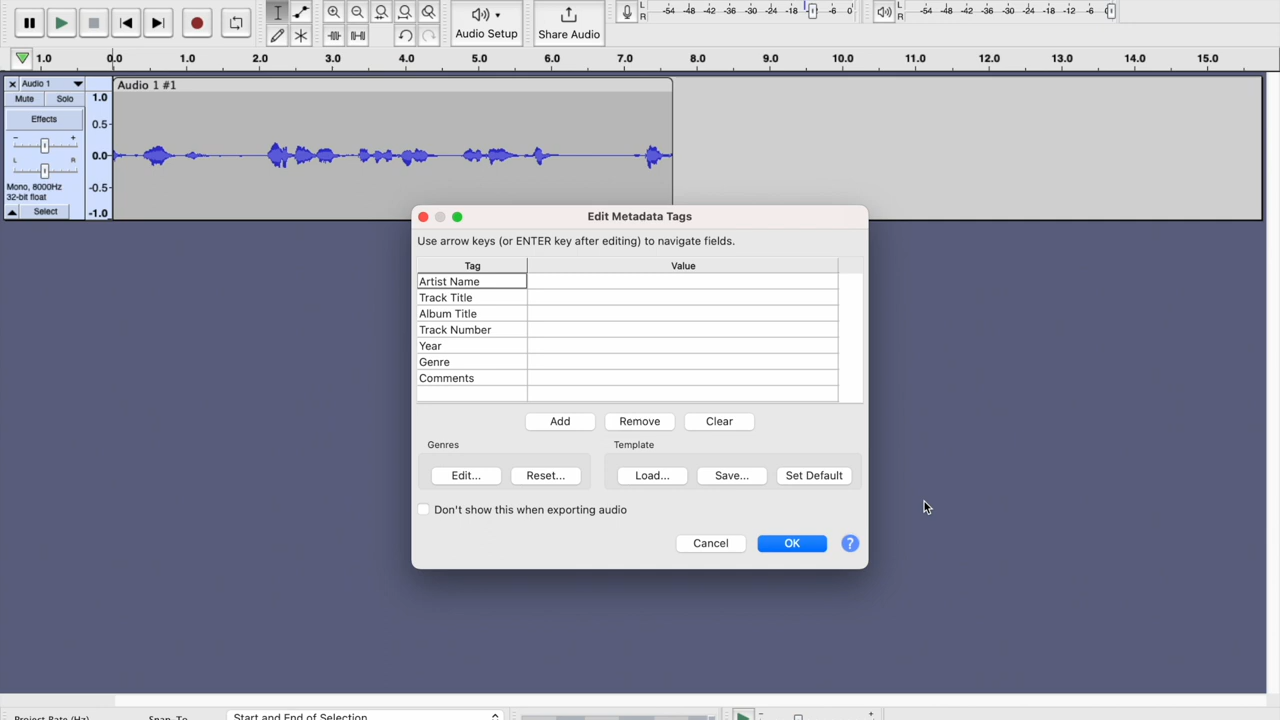 L
R
-54 -48 -42 -36 -30 -24 -18 -12 -6 0
L
R
-54 -48 -42 -36 -30 -24 -18 -12 -6 0
Audio Setup
Share Audio
1.0 0.0 1.0 2.0 3.0 4.0 5.0 6.0 7.0 8.0 9.0 10.0 11.0 12.0 13.0 14.0 15.0
Audio 1
Audio 1 #1
Mute Solo
Effects
- +
L R
Mono, 8000Hz
32-bit float
Select
1.0
0.5
0.0
-0.5
-1.0
Edit Metadata Tags
Use arrow keys (or ENTER key after editing) to navigate fields.
Tag Value
Artist Name
Track Title
Album Title
Track Number
Year
Genre
Comments
Add Remove Clear
Genres Template
Edit... Reset... Load... Save... Set Default
Don't show this when exporting audio
Cancel OK ?
Project Rate (Hz) Snap-To Start and End of Selection
- +